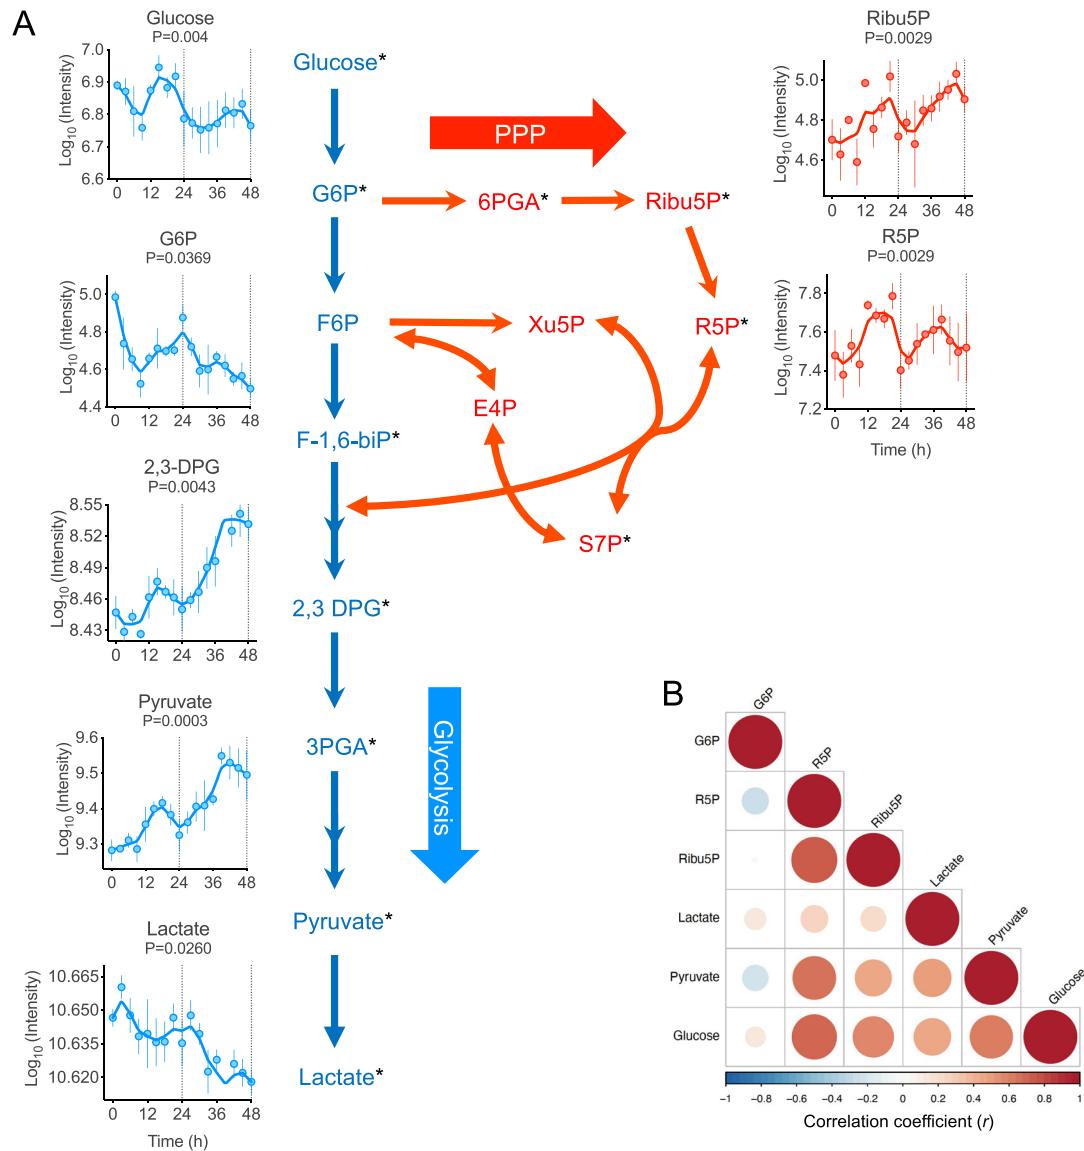 A
Glucose
P=0.004
Log10 (Intensity)
7.0
6.9
6.8
6.7
6.6
0 12 24 36 48
G6P
P=0.0369
Log10 (Intensity)
5.0
4.8
4.6
4.4
0 12 24 36 48
2,3-DPG
P=0.0043
Log10 (Intensity)
8.55
8.52
8.49
8.46
8.43
0 12 24 36 48
Pyruvate
P=0.0003
Log10 (Intensity)
9.6
9.5
9.4
9.3
0 12 24 36 48
Lactate
P=0.0260
Log10 (Intensity)
10.665
10.650
10.635
10.620
0 12 24 36 48
Time (h)
Glucose*
PPP
G6P*
6PGA*
Ribu5P*
F6P
Xu5P
R5P*
E4P
F-1,6-biP*
S7P*
2,3 DPG*
3PGA*
Glycolysis
Pyruvate*
Lactate*
Ribu5P
P=0.0029
Log10 (Intensity)
5.0
4.8
4.6
0 12 24 36 48
R5P
P=0.0029
Log10 (Intensity)
7.8
7.6
7.4
7.2
0 12 24 36 48
Time (h)
B
G6P
R5P
Ribu5P
Lactate
Pyruvate
Glucose
G6P
R5P
Ribu5P
Lactate
Pyruvate
Glucose
−1 −0.8 −0.6 −0.4 −0.2 0 0.2 0.4 0.6 0.8 1
Correlation coefficient (r)